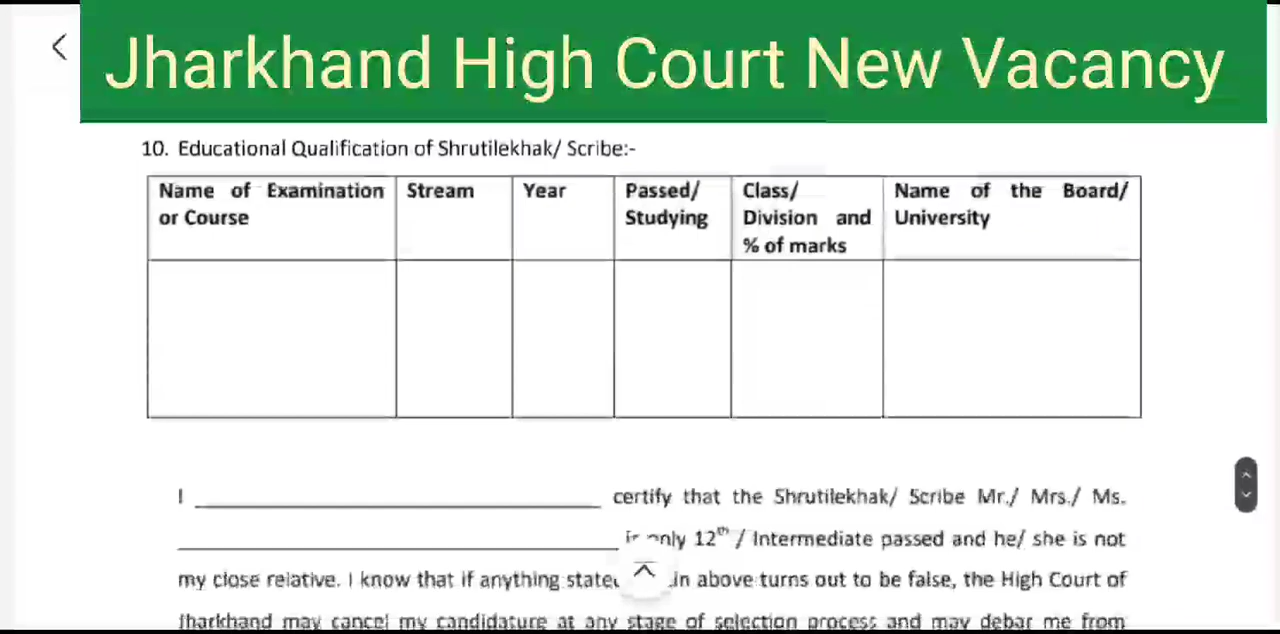 Jharkhand High Court New Vacancy
10. Educational Qualification of Shrutilekhak/ Scribe:-
Name of Examination or Course
Stream
Year
Passed/ Studying
Class/ Division and % of marks
Name of the Board/ University
I ____________________ certify that the Shrutilekhak/ Scribe Mr./ Mrs./ Ms.
____________________ only 12th / Intermediate passed and he/ she is not
my close relative. I know that if anything in above turns out to be false, the High Court of
Jharkhand may cancel my candidature at any stage of selection process and may debar me from